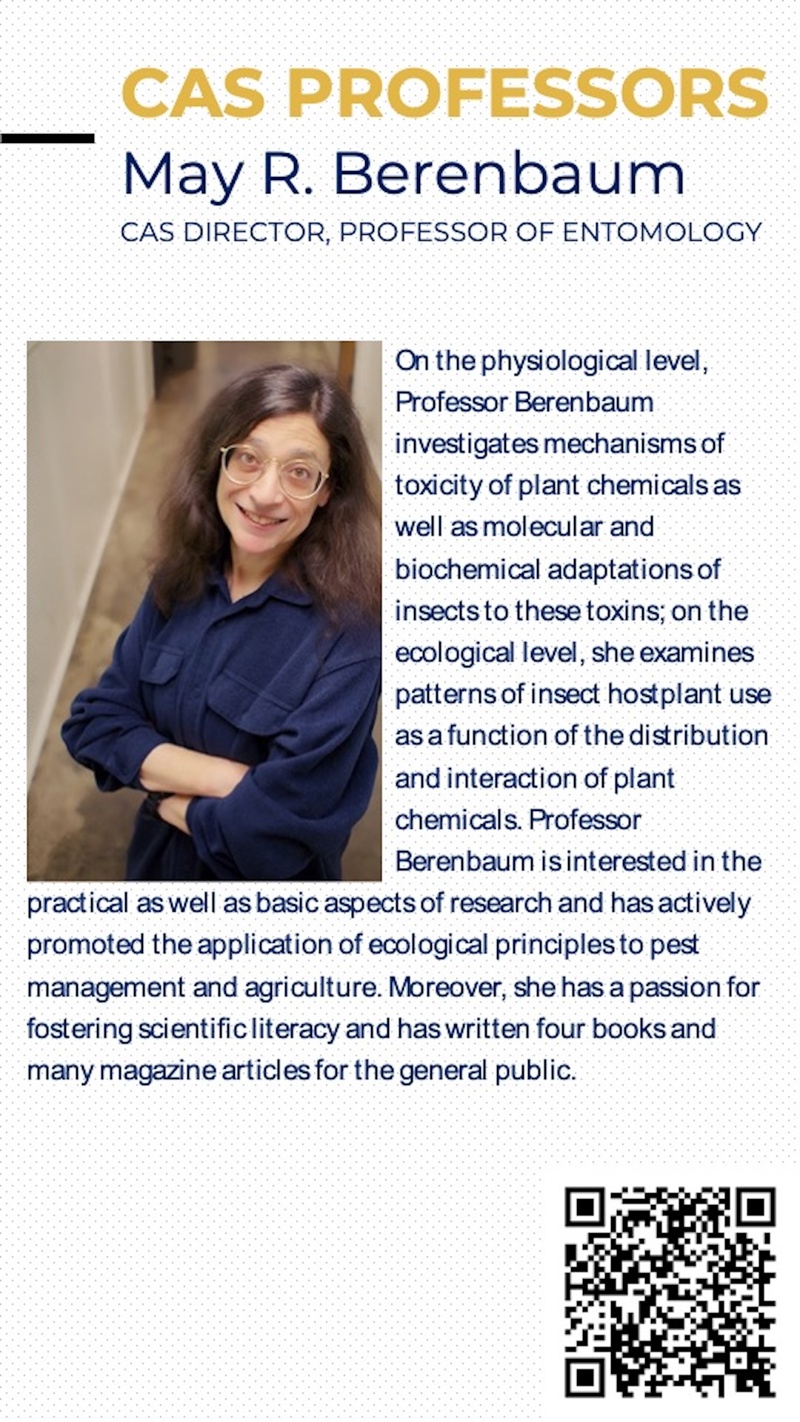 CAS PROFESSORS
May R. Berenbaum
CAS DIRECTOR, PROFESSOR OF ENTOMOLOGY
On the physiological level,
Professor Berenbaum
investigates mechanisms of
toxicity of plant chemicals as
well as molecular and
biochemical adaptations of
insects to these toxins; on the
ecological level, she examines
patterns of insect hostplant use
as a function of the distribution
and interaction of plant
chemicals. Professor
Berenbaum is interested in the
practical as well as basic aspects of research and has actively
promoted the application of ecological principles to pest
management and agriculture. Moreover, she has a passion for
fostering scientific literacy and has written four books and
many magazine articles for the general public.